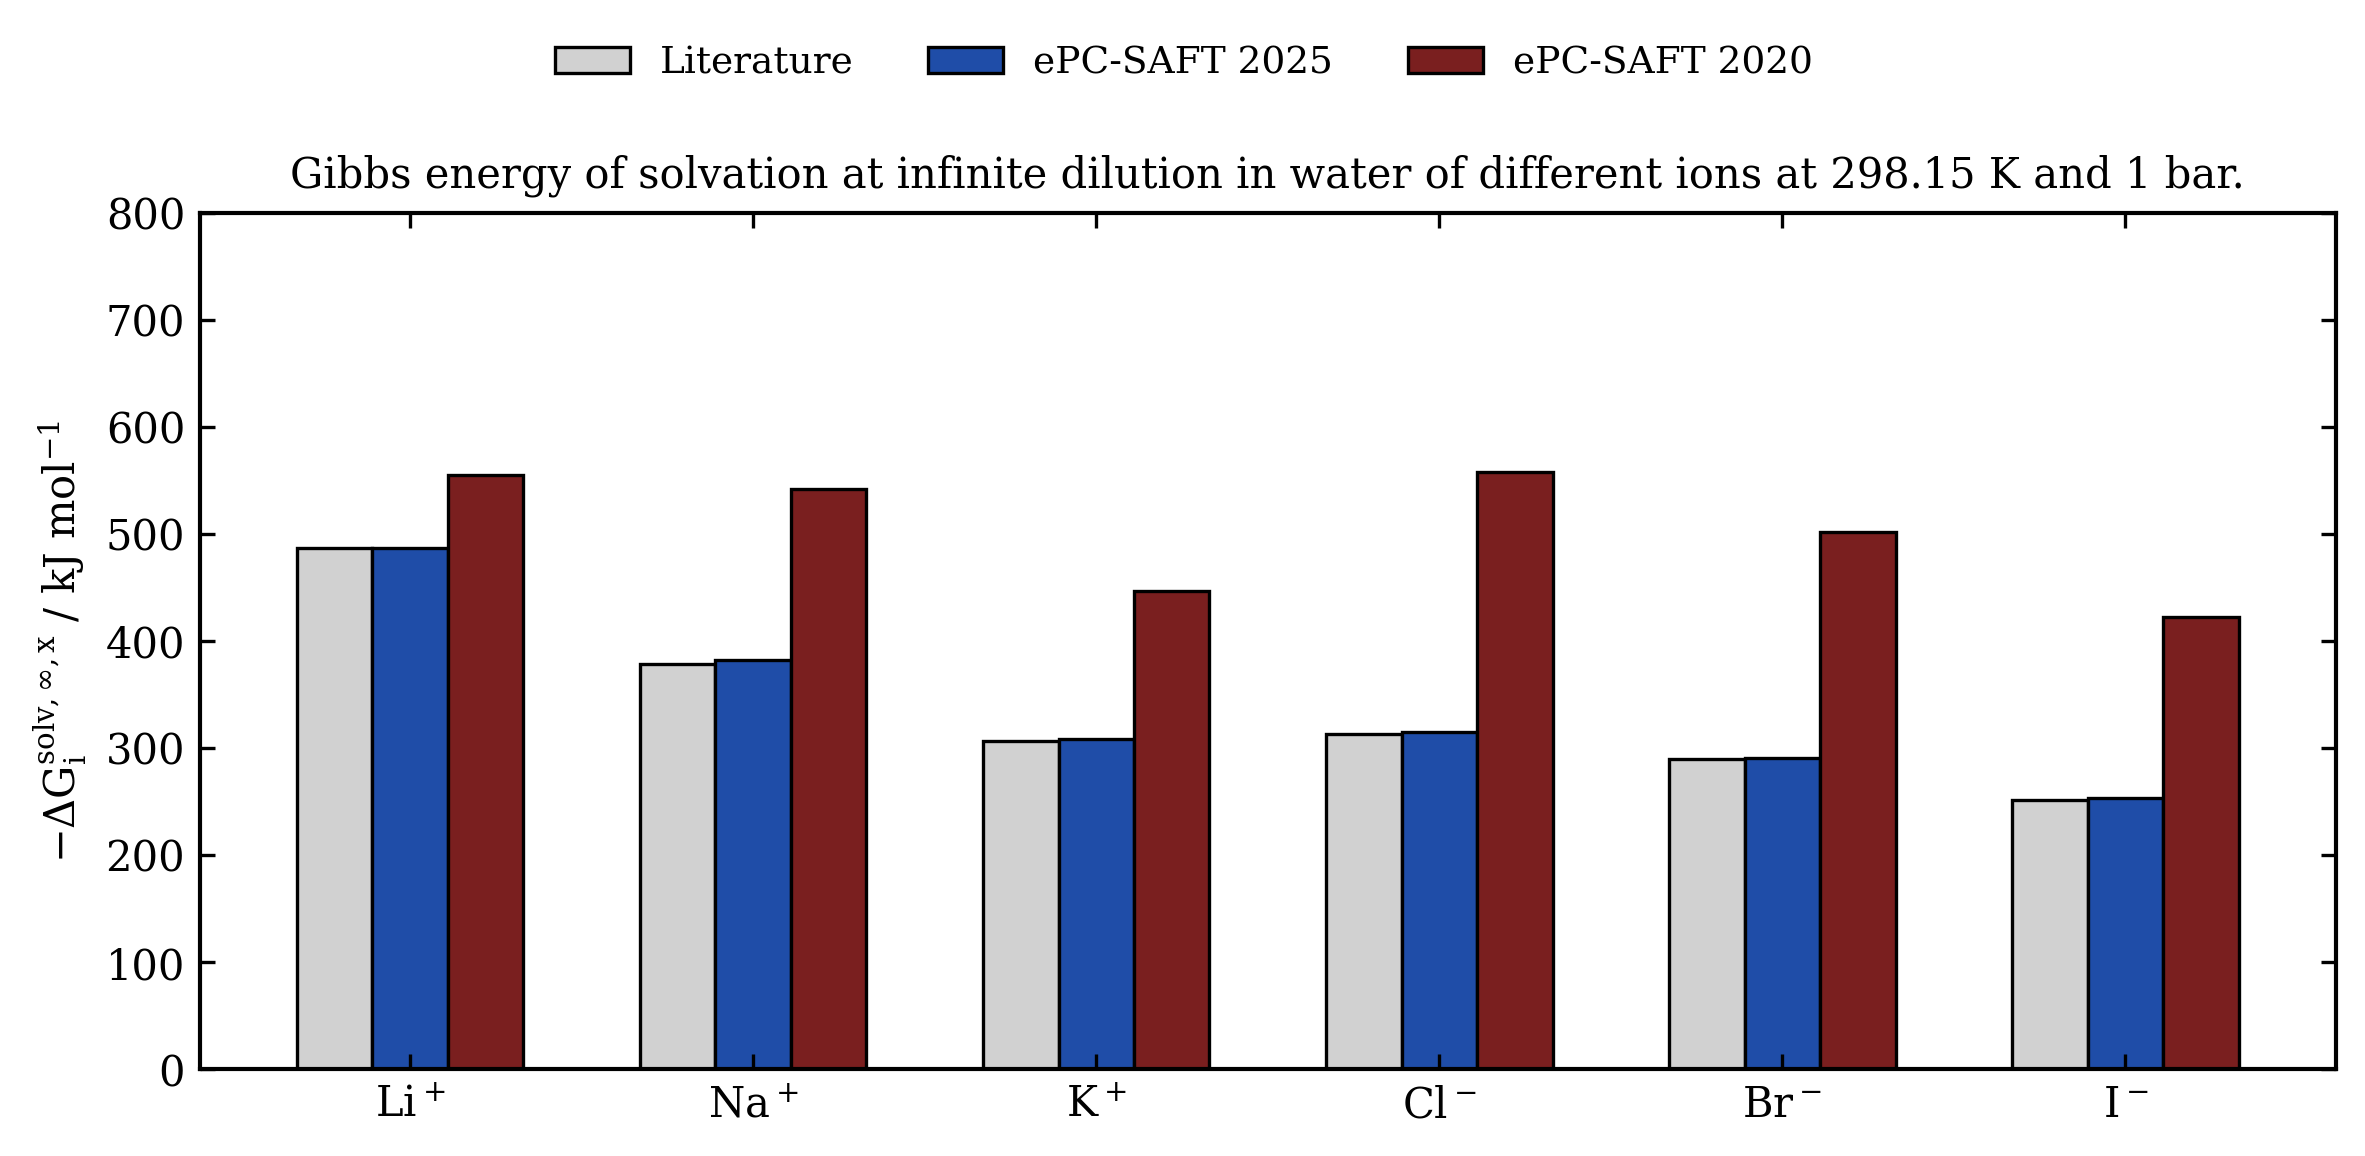 Literature ePC-SAFT 2025 ePC-SAFT 2020
Gibbs energy of solvation at infinite dilution in water of different ions at 298.15 K and 1 bar.
−ΔG_i^{solv, ∞, x} / kJ mol^{−1}
800
700
600
500
400
300
200
100
0
Li⁺ Na⁺ K⁺ Cl⁻ Br⁻ I⁻